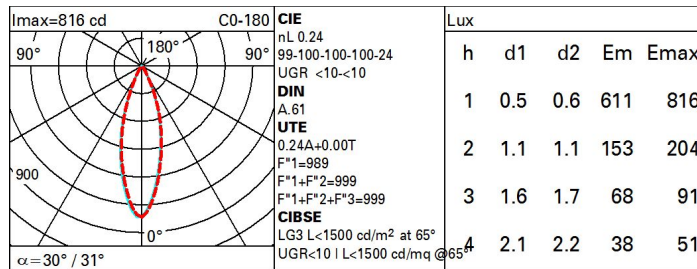 Imax=816 cd C0-180
90° 180° 90°
900
0°
α=30° / 31°
CIE
nL 0.24
99-100-100-100-24
UGR <10-<10
DIN
A.61
UTE
0.24A+0.00T
F"1=989
F"1+F"2=999
F"1+F"2+F"3=999
CIBSE
LG3 L<1500 cd/m² at 65°
UGR<10 | L<1500 cd/mq @65°
Lux
h d1 d2 Em Emax
1 0.5 0.6 611 816
2 1.1 1.1 153 204
3 1.6 1.7 68 91
4 2.1 2.2 38 51